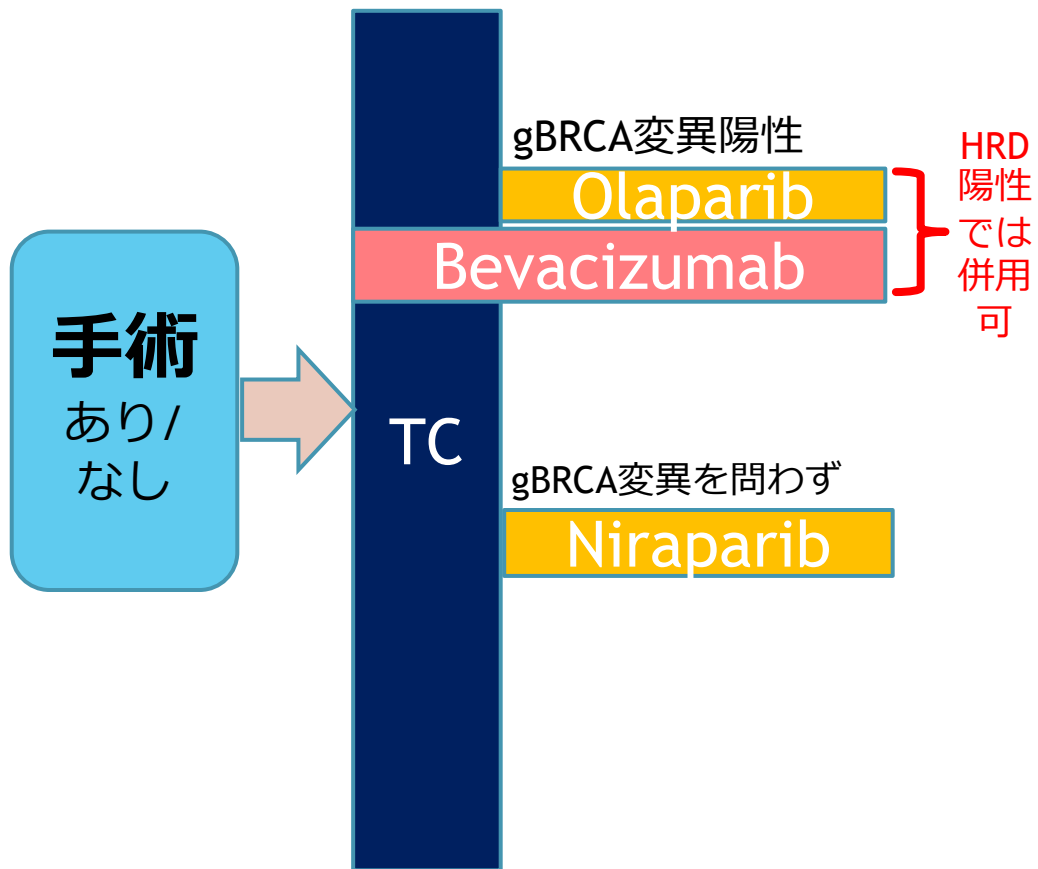 手術
あり/
なし
TC
gBRCA変異陽性
Olaparib
Bevacizumab
HRD
陽性
では
併用
可
gBRCA変異を問わず
Niraparib